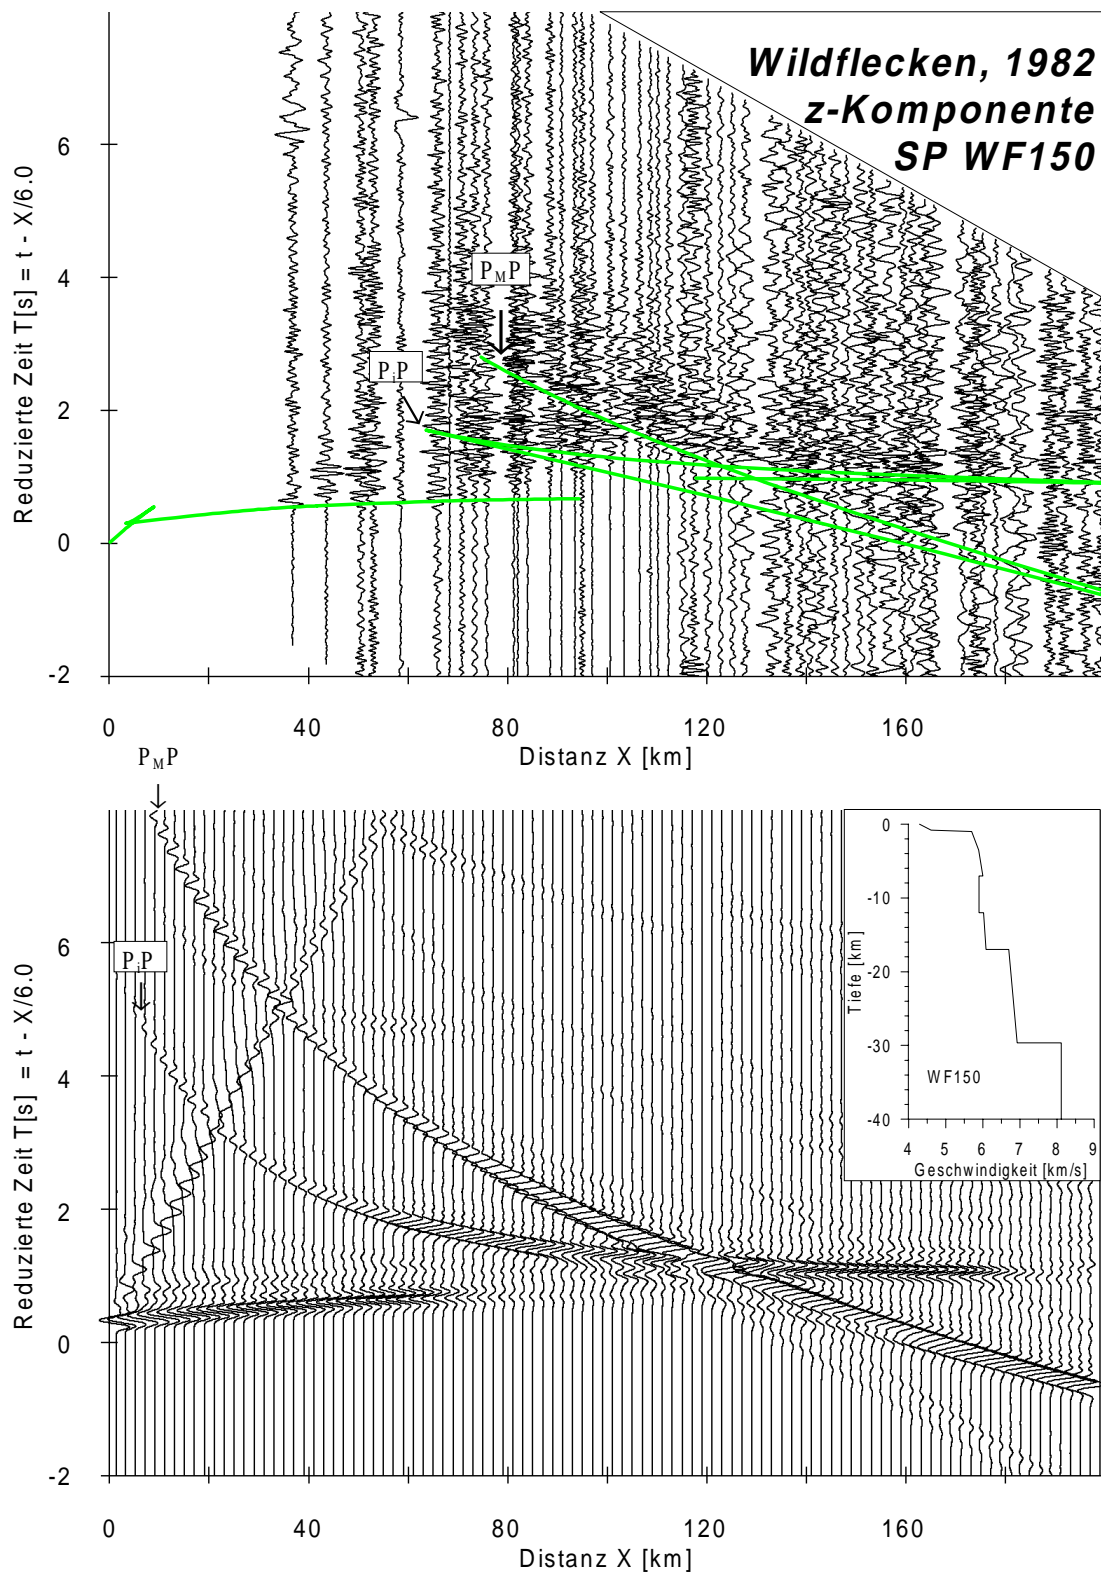 Wildflecken, 1982
z-Komponente
SP WF150
Reduzierte Zeit T[s] = t - X/6.0
6
4
2
0
-2
PMP
PiP
0
40
80
120
160
Distanz X [km]
PMP
PiP
Reduzierte Zeit T[s] = t - X/6.0
6
4
2
0
-2
0
40
80
120
160
Distanz X [km]
Tiefe [km]
0
-10
-20
-30
-40
WF150
4 5 6 7 8 9
Geschwindigkeit [km/s]